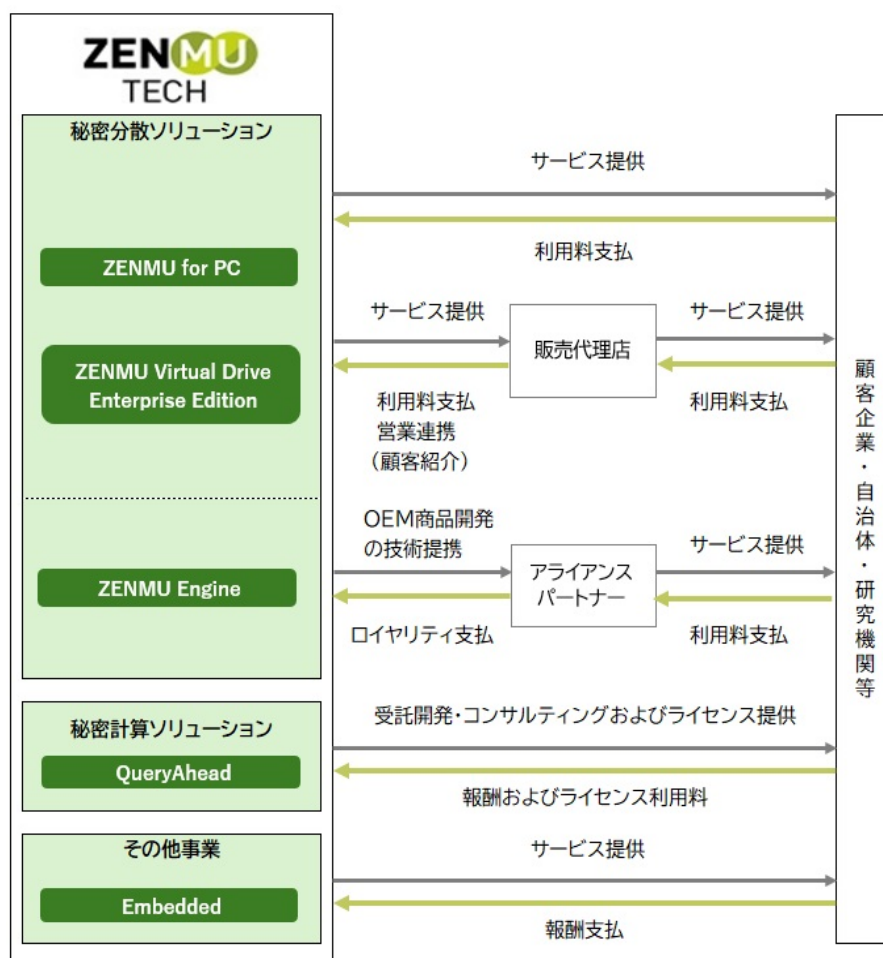 ZENMU
TECH
秘密分散ソリューション
サービス提供
利用料支払
ZENMU for PC
サービス提供
サービス提供
販売代理店
ZENMU Virtual Drive
Enterprise Edition
利用料支払
営業連携
（顧客紹介）
利用料支払
OEM商品開発
の技術提携
サービス提供
アライアンス
パートナー
ZENMU Engine
ロイヤリティ支払
利用料支払
顧客企業・自治体・研究機関等
秘密計算ソリューション
受託開発・コンサルティングおよびライセンス提供
QueryAhead
報酬およびライセンス利用料
その他事業
サービス提供
Embedded
報酬支払